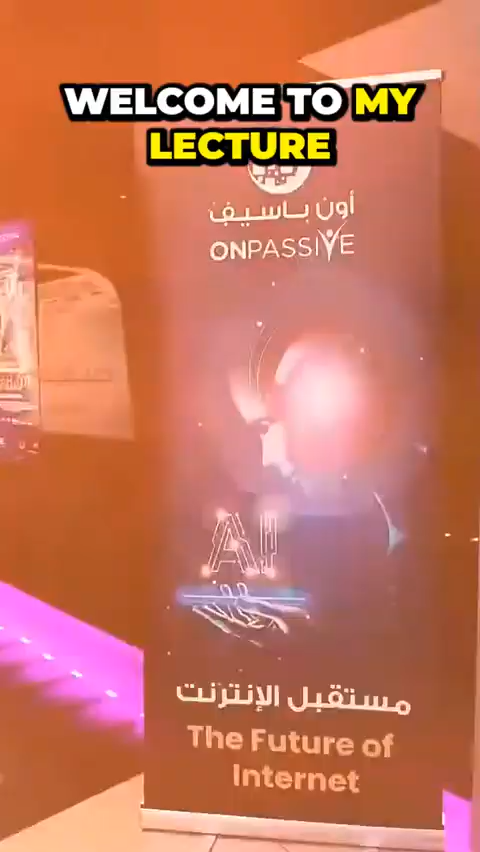 WELCOME TO MY
LECTURE
أون باسيف
ONPASSIVE
AI
مستقبل الإنترنت
The Future of
Internet